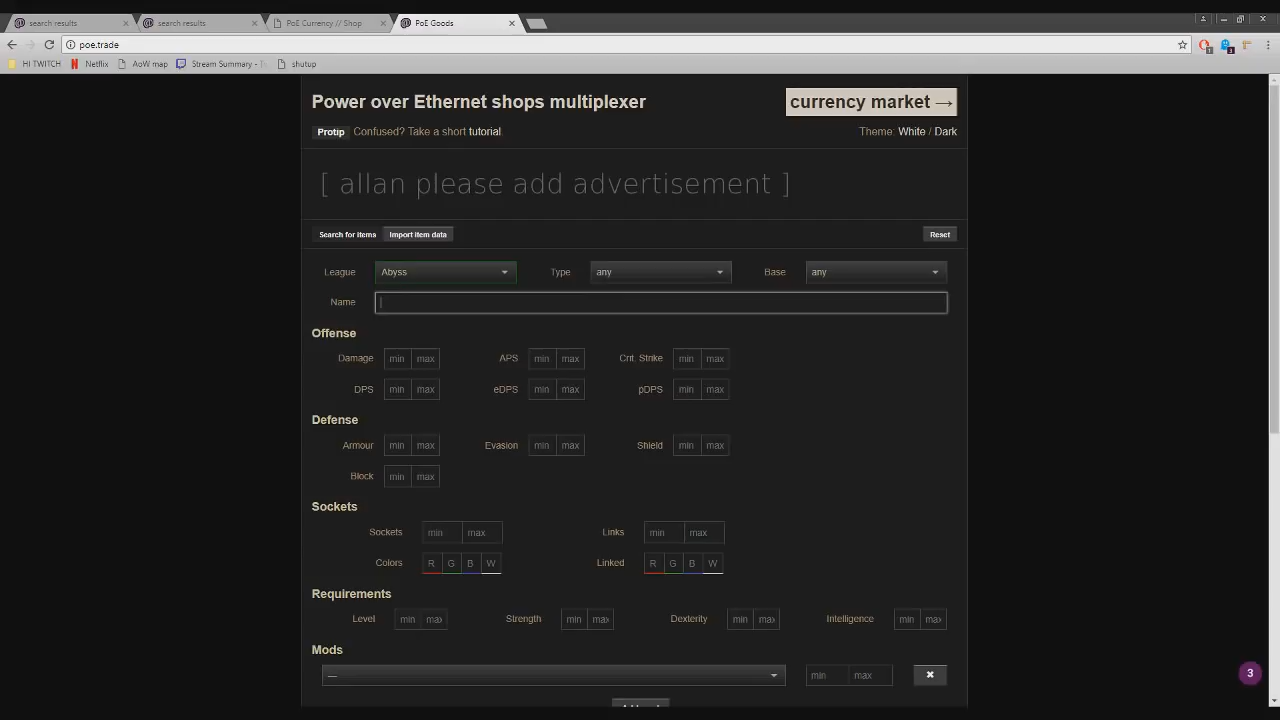 search results
search results
PoE Currency // Shop
PoE Goods
poe.trade
HI TWITCH
Netflix
AoW map
Stream Summary -
shutup
Power over Ethernet shops multiplexer
currency market →
Protip Confused? Take a short tutorial.
Theme: White / Dark
[ allan please add advertisement ]
Search for items
Import item data
Reset
League Abyss Type any Base any
Name
Offense
Damage min max APS min max Crit. Strike min max
DPS min max eDPS min max pDPS min max
Defense
Armour min max Evasion min max Shield min max
Block min max
Sockets
Sockets min max Links min max
Colors R G B W Linked R G B W
Requirements
Level min max Strength min max Dexterity min max Intelligence min max
Mods
— min max ✖
3